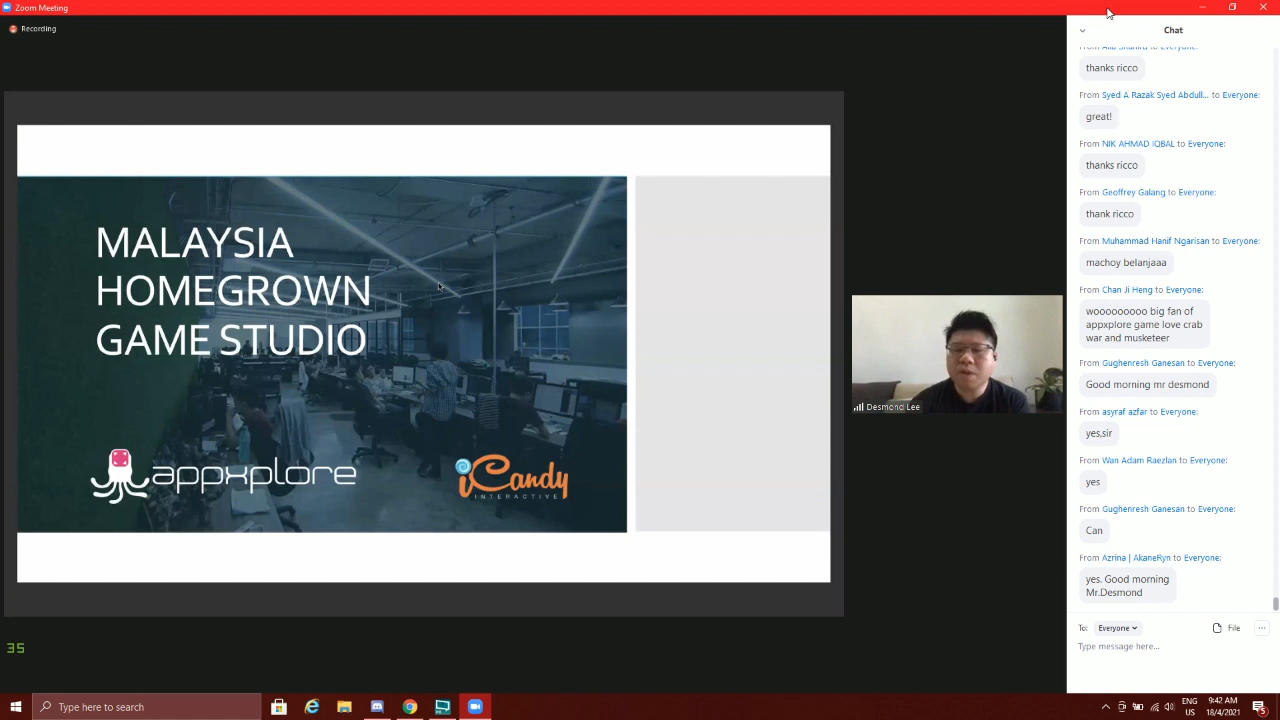 Zoom Meeting
Recording
MALAYSIA
HOMEGROWN
GAME STUDIO
appxplore
iCandy
INTERACTIVE
Desmond Lee
35
Chat
thanks ricco
From Syed A Razak Syed Abdull... to Everyone:
great!
From NIK AHMAD IQBAL to Everyone:
thanks ricco
From Geoffrey Galang to Everyone:
thank ricco
From Muhammad Hanif Ngarisan to Everyone:
machoy belanjaaa
From Chan Ji Heng to Everyone:
wooooooooo big fan of
appxplore game love crab
war and musketeer
From Gughenresh Ganesan to Everyone:
Good morning mr desmond
From asyraf azfar to Everyone:
yes,sir
From Wan Adam Raezlan to Everyone:
yes
From Gughenresh Ganesan to Everyone:
Can
From Azrina | AkaneRyn to Everyone:
yes. Good morning
Mr.Desmond
To: Everyone
File
Type message here...
Type here to search
ENG
US
9:42 AM
18/4/2021
5